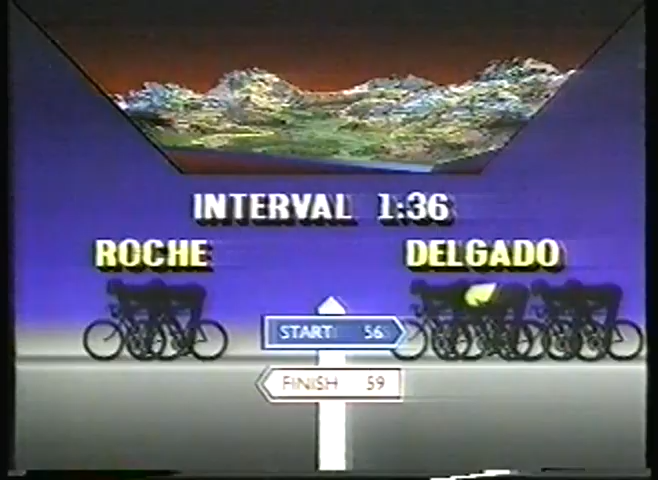 INTERVAL 1:36
ROCHE
DELGADO
START 56
FINISH 59